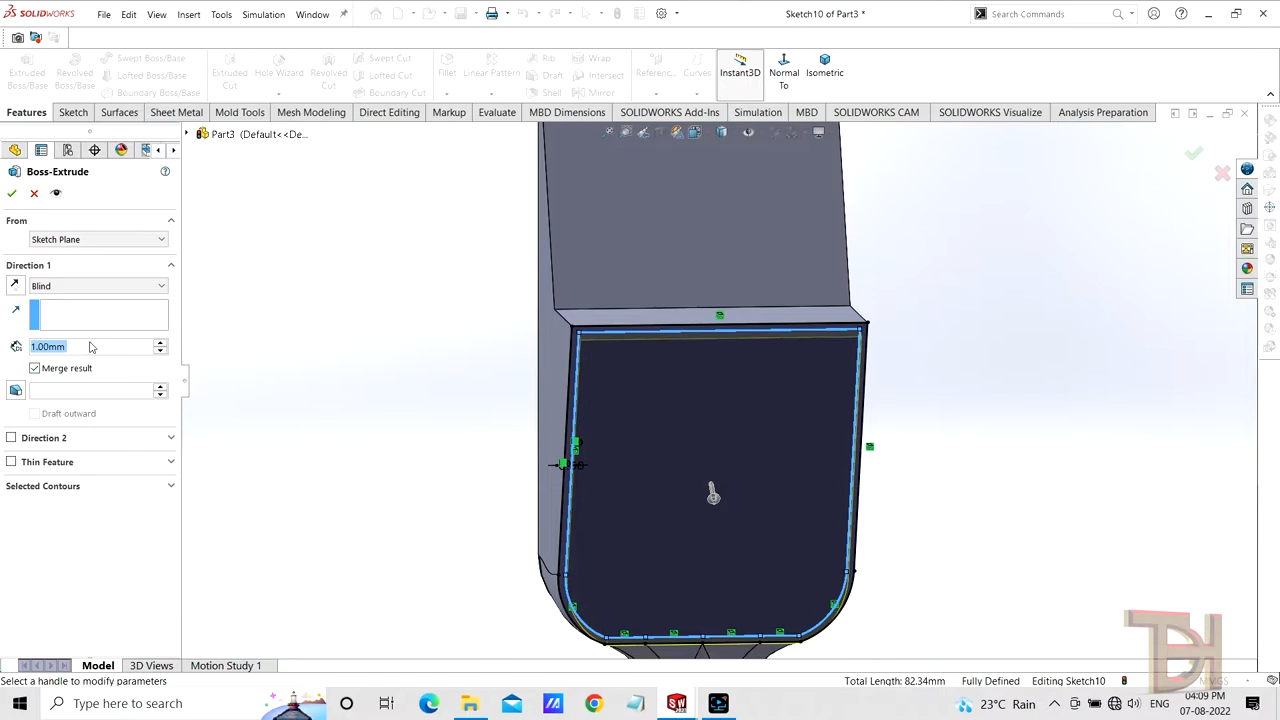 SOLIDWORKS File Edit View Insert Tools Simulation Window Sketch10 of Part3 * Search Commands
Extruded Boss/Base Revolved Boss/Base Swept Boss/Base Lofted Boss/Base Boundary Boss/Base Extruded Cut Hole Wizard Revolved Cut Swept Cut Lofted Cut Boundary Cut Fillet Linear Pattern Rib Draft Shell Wrap Intersect Mirror Referenc... Curves Instant3D Normal To Isometric
Features Sketch Surfaces Sheet Metal Mold Tools Mesh Modeling Direct Editing Markup Evaluate MBD Dimensions SOLIDWORKS Add-Ins Simulation MBD SOLIDWORKS CAM SOLIDWORKS Visualize Analysis Preparation
Part3 (Default<<De...
Boss-Extrude
From
Sketch Plane
Direction 1
Blind
1.00mm
Merge result
Draft outward
Direction 2
Thin Feature
Selected Contours
Model 3D Views Motion Study 1
Select a handle to modify parameters Total Length: 82.34mm Fully Defined Editing Sketch10 MMGS
Type here to search 23°C Rain ENG 04:09 PM
07-08-2022